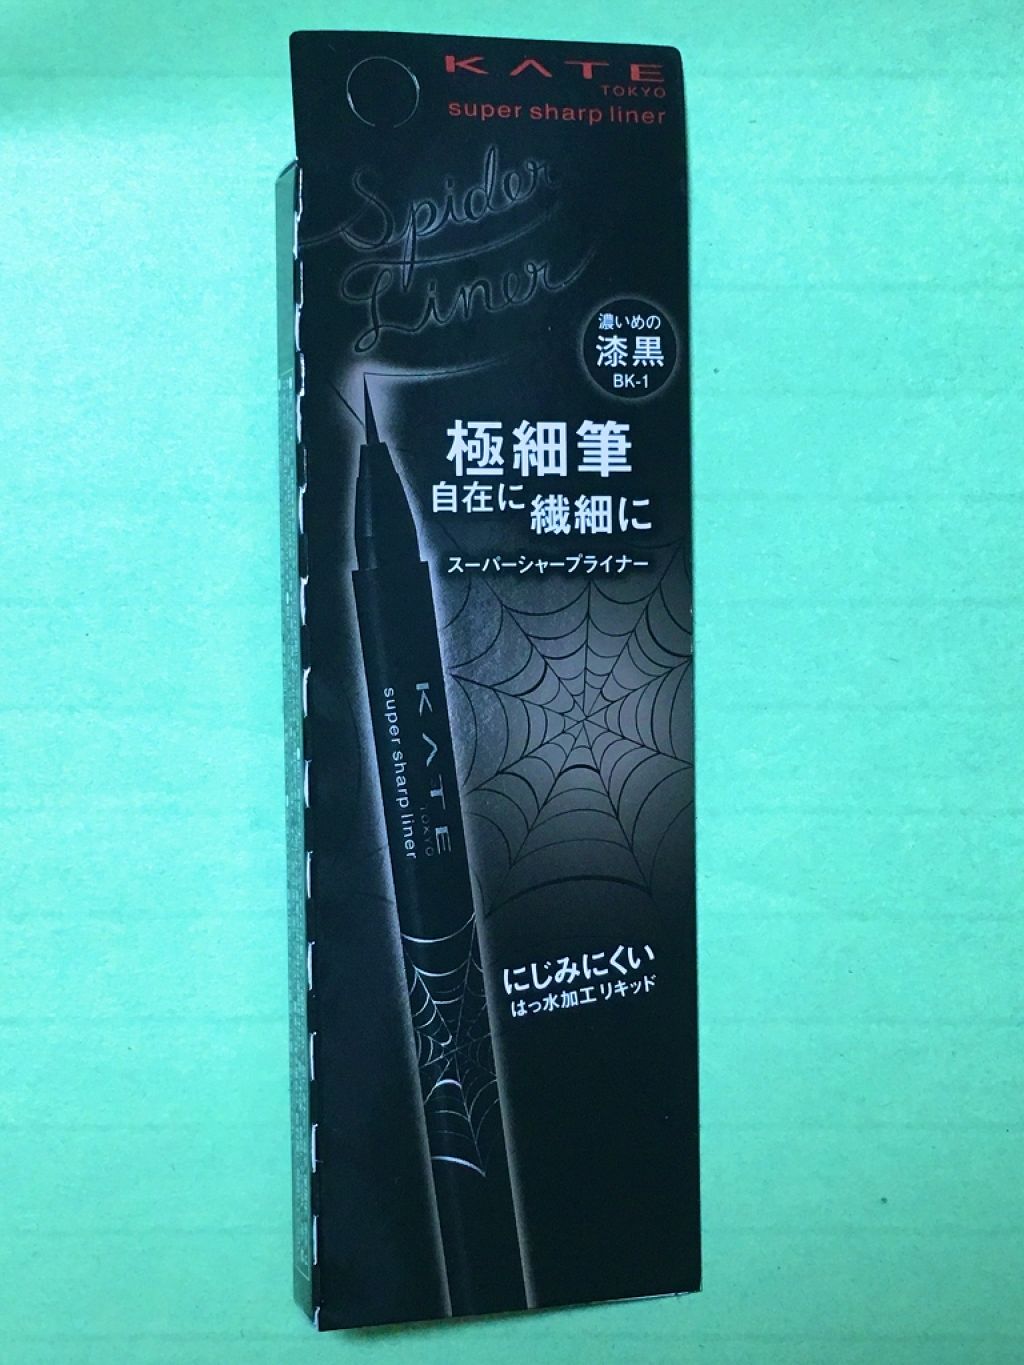 KATE
TOKYO
super sharp liner
Spider
Liner
濃いめの
漆黒
BK-1
極細筆
自在に繊細に
スーパーシャープライナー
KATE
TOKYO
super sharp liner
にじみにくい
はっ水加工リキッド